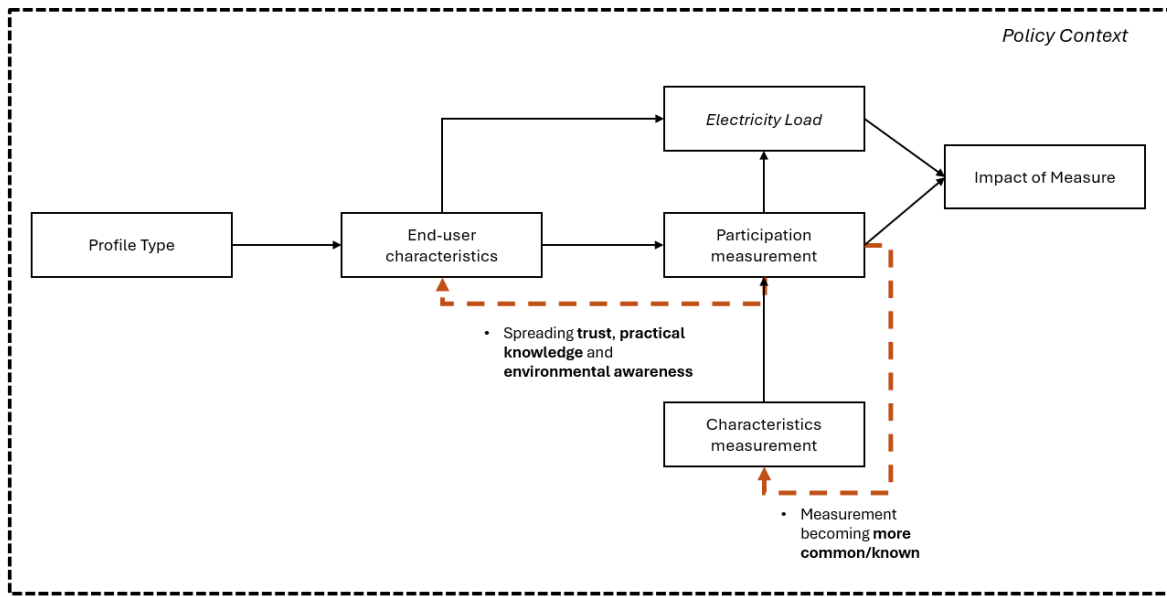 Policy Context
Electricity Load
Impact of Measure
Profile Type
End-user
characteristics
Participation
measurement
• Spreading trust, practical
knowledge and
environmental awareness
Characteristics
measurement
• Measurement
becoming more
common/known